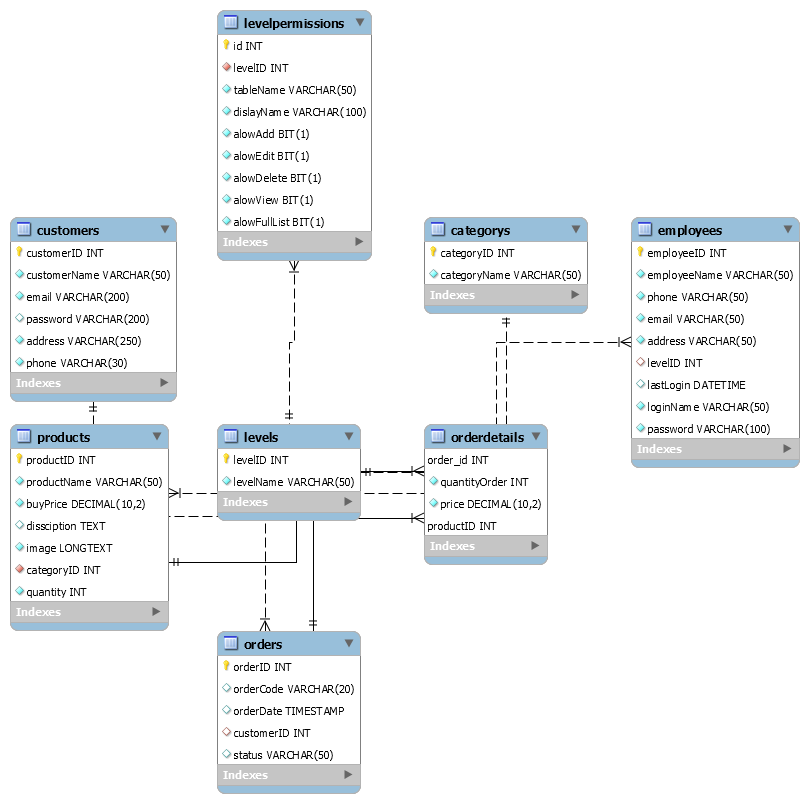 levelpermissions
id INT
levelID INT
tableName VARCHAR(50)
dislayName VARCHAR(100)
alowAdd BIT(1)
alowEdit BIT(1)
alowDelete BIT(1)
alowView BIT(1)
alowFullList BIT(1)
Indexes
customers
customerID INT
customerName VARCHAR(50)
email VARCHAR(200)
password VARCHAR(200)
address VARCHAR(250)
phone VARCHAR(30)
Indexes
categorys
categoryID INT
categoryName VARCHAR(50)
Indexes
employees
employeeID INT
employeeName VARCHAR(50)
phone VARCHAR(50)
email VARCHAR(50)
address VARCHAR(50)
levelID INT
lastLogin DATETIME
loginName VARCHAR(50)
password VARCHAR(100)
Indexes
products
productID INT
productName VARCHAR(50)
buyPrice DECIMAL(10,2)
dissciption TEXT
image LONGTEXT
categoryID INT
quantity INT
Indexes
levels
levelID INT
levelName VARCHAR(50)
Indexes
orderdetails
order_id INT
quantityOrder INT
price DECIMAL(10,2)
productID INT
Indexes
orders
orderID INT
orderCode VARCHAR(20)
orderDate TIMESTAMP
customerID INT
status VARCHAR(50)
Indexes